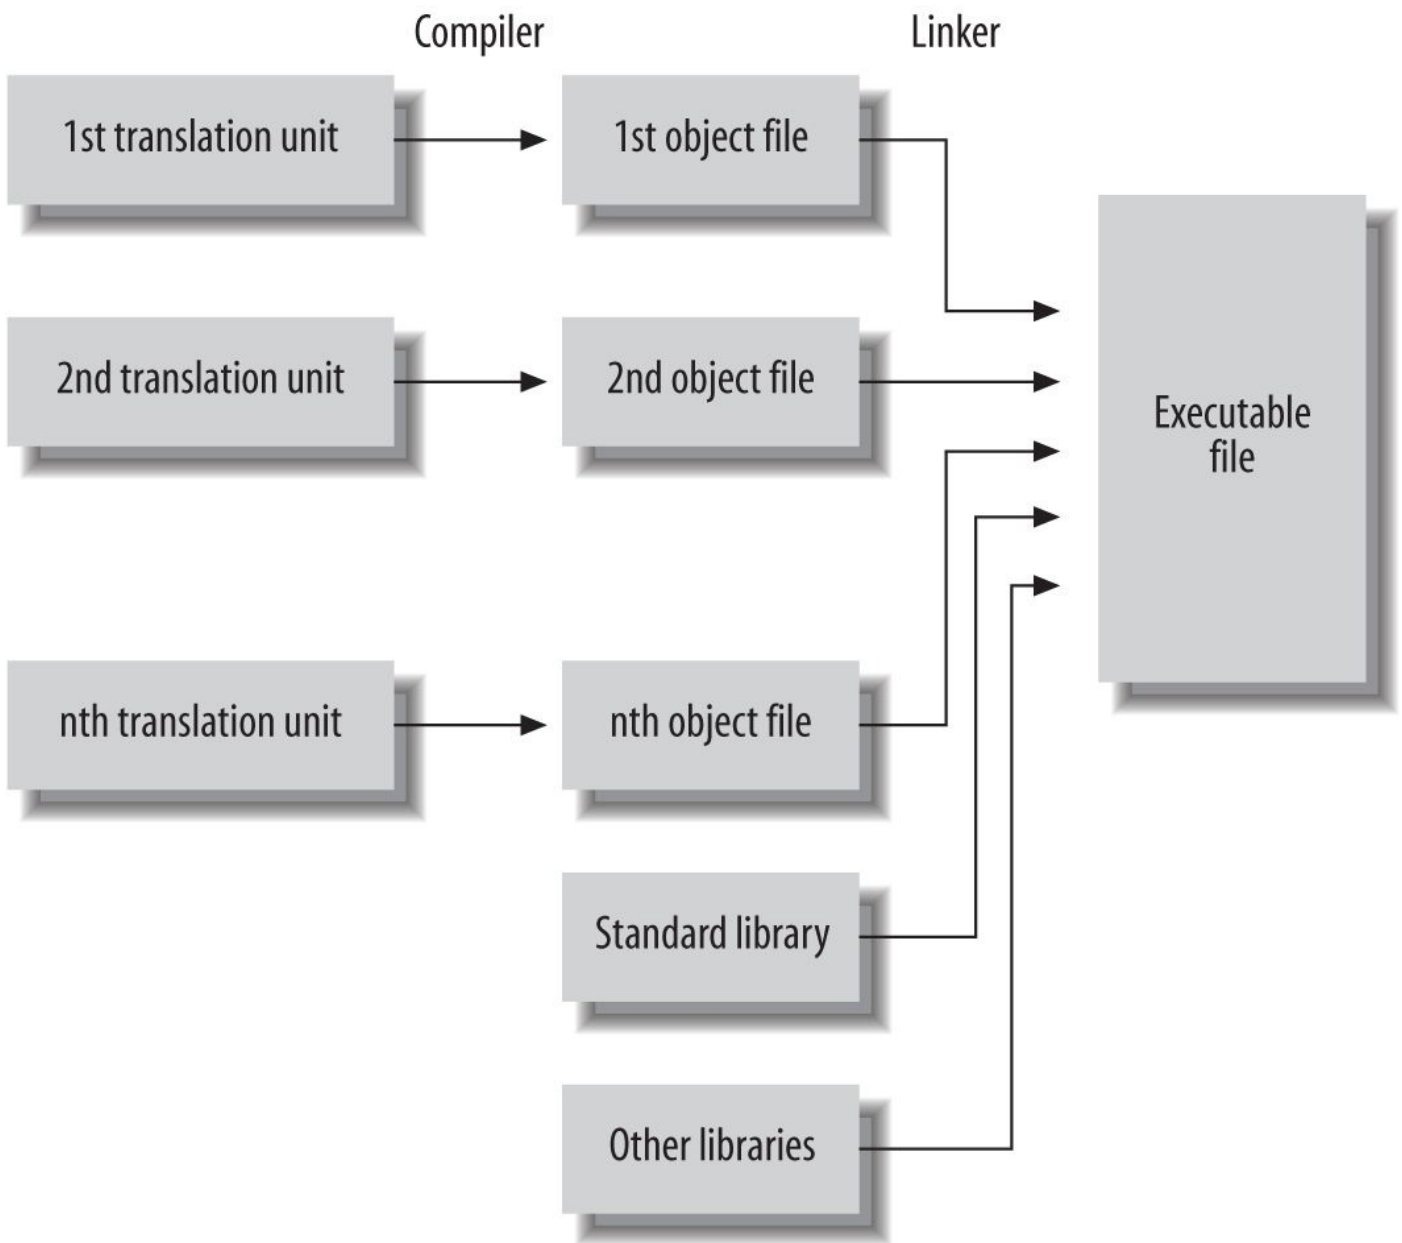 Compiler
Linker
1st translation unit
1st object file
2nd translation unit
2nd object file
Executable
file
nth translation unit
nth object file
Standard library
Other libraries